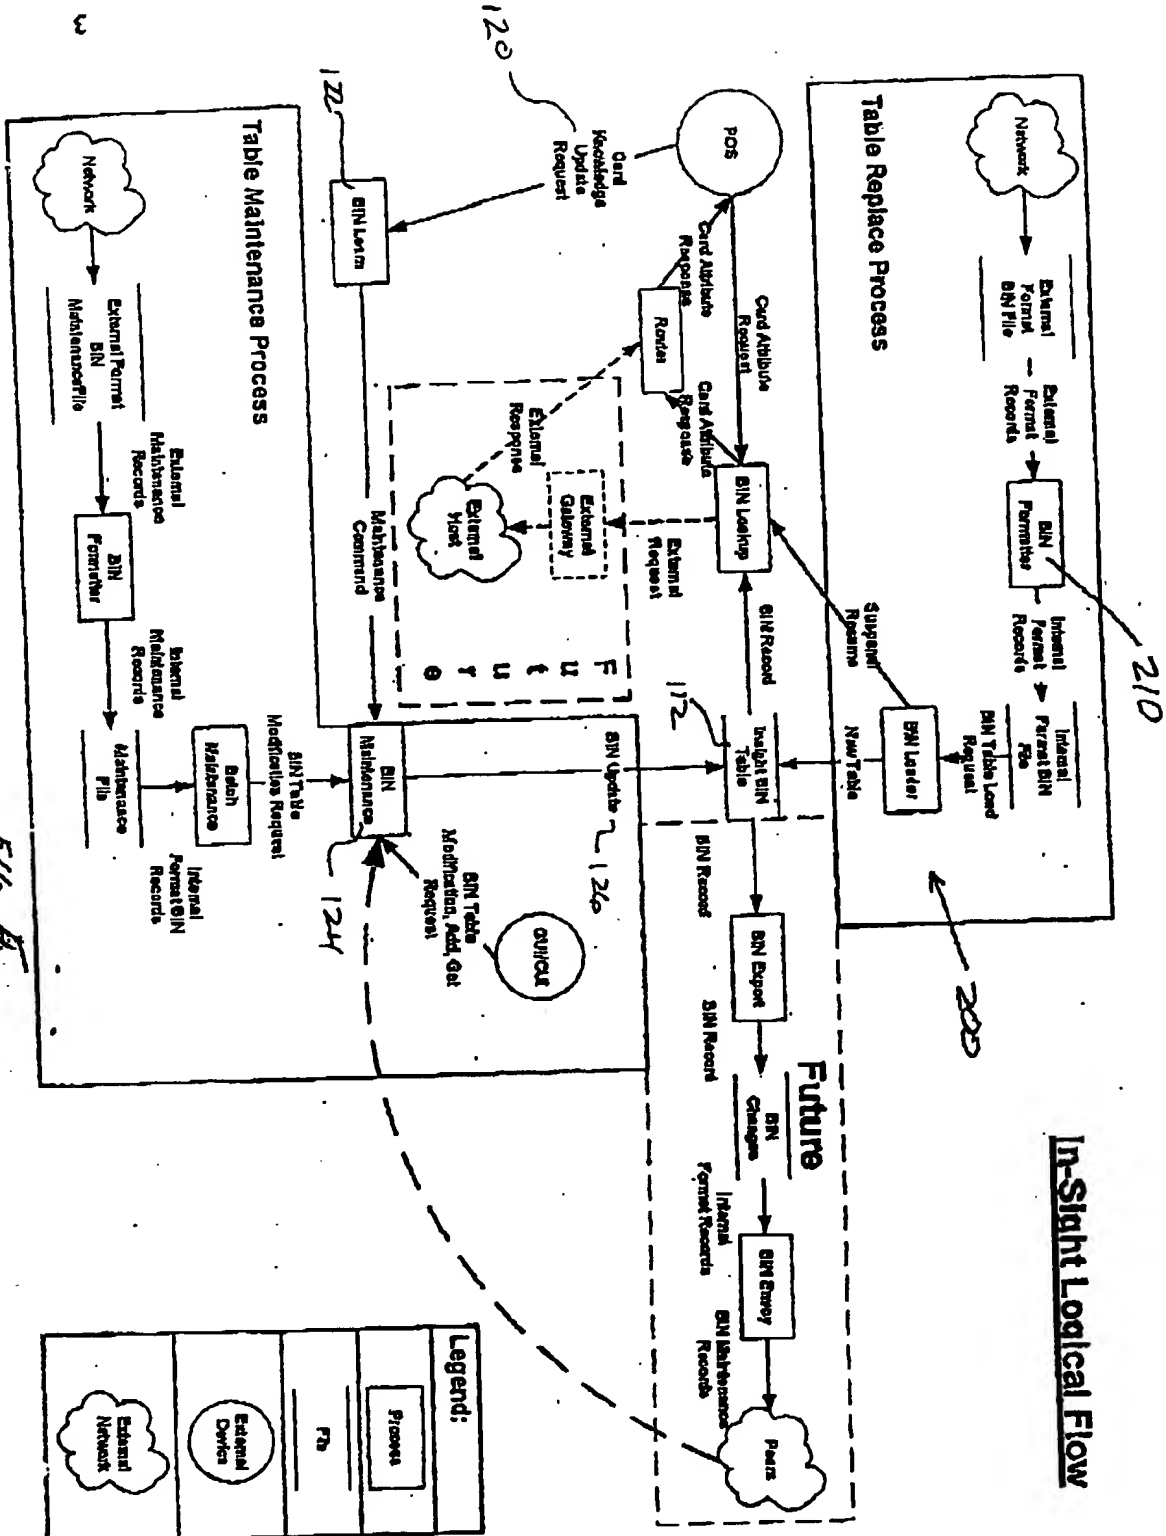 In-Sight Logical Flow
Table Replace Process
Network
External
Format
BIN File
External
Format
Records
BIN
Formatter
210
Internal
Format
Records
Internal
Format BIN
File
BIN Table Load
Request
BIN Loader
200
Suspend
Resume
New Table
POS
Card Attribute
Request
BIN Lookup
BIN Record
Insight BIN
Table
112
BIN Record
BIN Export
BIN Record
BIN
Changes
Future
Internal
Format Records
BIN Envoy
BIN Maintenance
Records
Peers
Card Attribute
Response
Router
Card Attribute
Response
External
Request
External
Response
External
Gateway
External
Host
Future
120
Card
Knowledge
Update
Request
122
BIN Learn
Maintenance
Command
BIN Update
126
BIN
Maintenance
124
BIN Table
Modification, Add, Get
Request
GUI/CUI
Table Maintenance Process
Network
External Format
BIN
Maintenance File
External
Maintenance
Records
BIN
Formatter
Internal
Maintenance
Records
Maintenance
File
Batch
Maintenance
BIN Table
Modification Request
Internal
Format BIN
Records
Legend:
Process
File
External
Device
External
Network
3